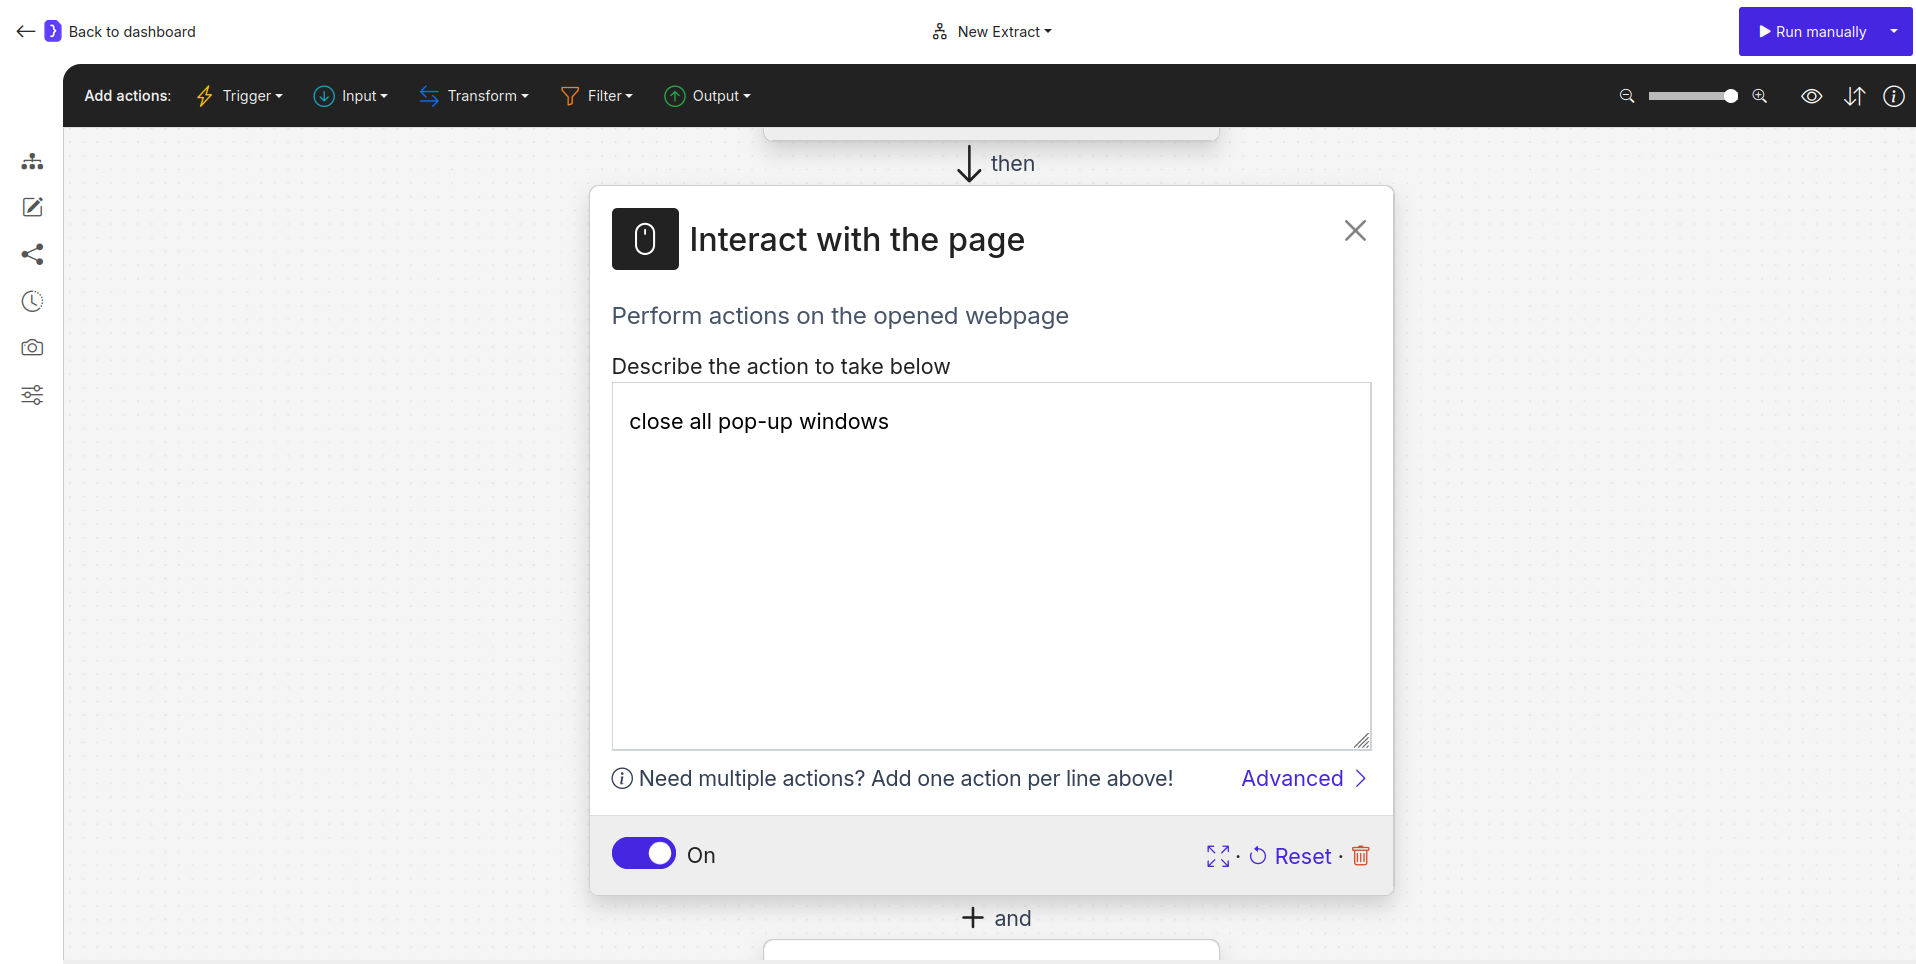 Back to dashboard
New Extract
Run manually
Add actions:
Trigger
Input
Transform
Filter
Output
then
Interact with the page
Perform actions on the opened webpage
Describe the action to take below
close all pop-up windows
Need multiple actions? Add one action per line above!
Advanced
On
· Reset ·
and